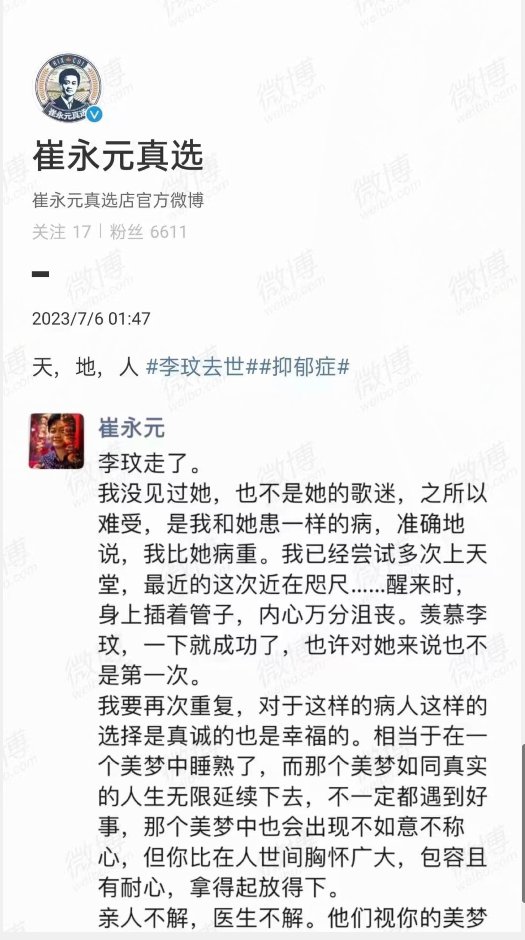 崔永元真选
崔永元真选
崔永元真选店官方微博
关注 17 | 粉丝 6611
2023/7/6 01:47
天，地，人 #李玟去世##抑郁症#
崔永元
李玟走了。
我没见过她，也不是她的歌迷，之所以
难受，是我和她患一样的病，准确地
说，我比她病重。我已经尝试多次上天
堂，最近的这次近在咫尺……醒来时，
身上插着管子，内心万分沮丧。羡慕李
玟，一下就成功了，也许对她来说也不
是第一次。
我要再次重复，对于这样的病人这样的
选择是真诚的也是幸福的。相当于在一
个美梦中睡熟了，而那个美梦如同真实
的人生无限延续下去，不一定都遇到好
事，那个美梦中也会出现不如意不称
心，但你比在人世间胸怀广大，包容且
有耐心，拿得起放得下。
亲人不解，医生不解。他们视你的美梦
微博
weibo.com